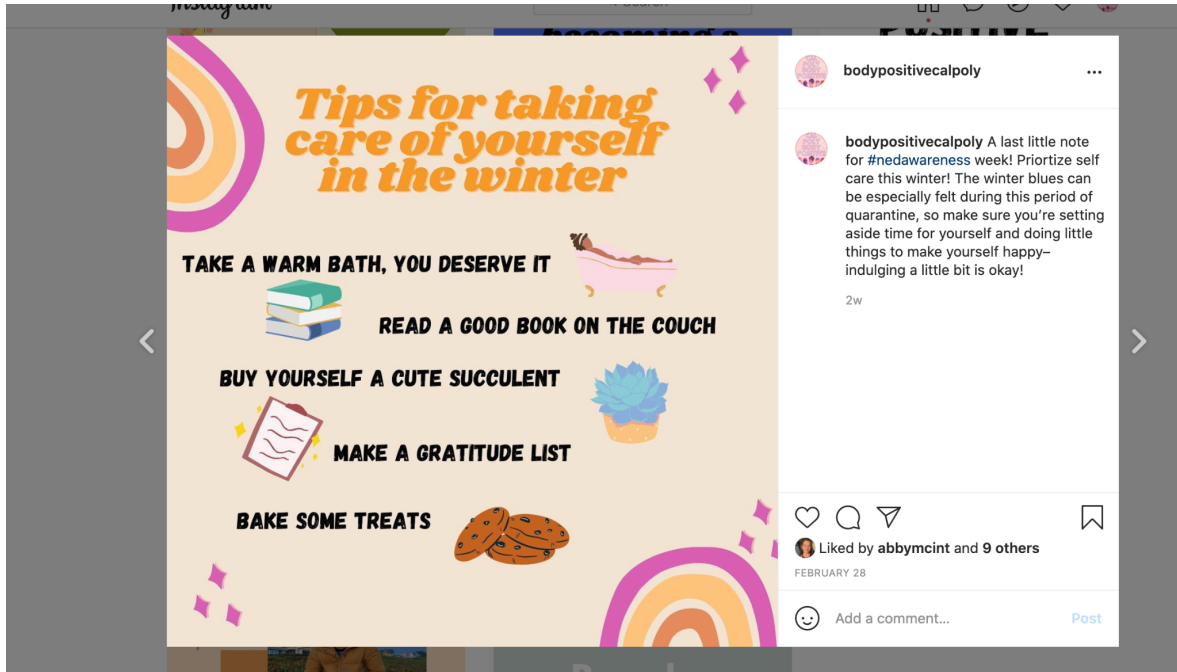 Instagram
Search
becoming a
POSITIVE
Tips for taking
care of yourself
in the winter
TAKE A WARM BATH, YOU DESERVE IT
READ A GOOD BOOK ON THE COUCH
BUY YOURSELF A CUTE SUCCULENT
MAKE A GRATITUDE LIST
BAKE SOME TREATS
bodypositivecalpoly
bodypositivecalpoly A last little note
for #nedawareness week! Priortize self
care this winter! The winter blues can
be especially felt during this period of
quarantine, so make sure you're setting
aside time for yourself and doing little
things to make yourself happy–
indulging a little bit is okay!
2w
Liked by abbymcint and 9 others
FEBRUARY 28
Add a comment...
Post